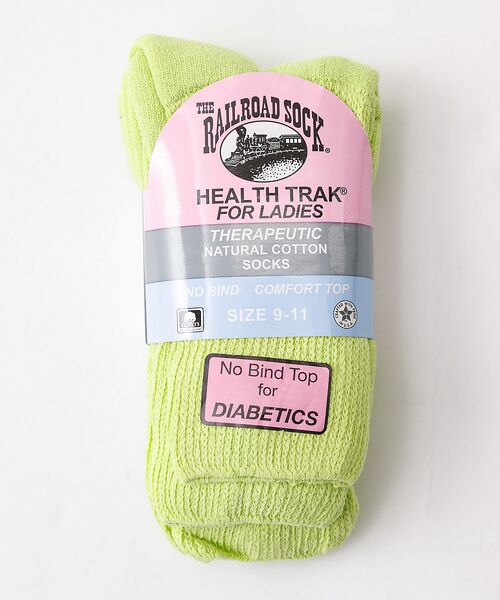 THE
RAILROAD SOCK®
HEALTH TRAK®
FOR LADIES
THERAPEUTIC
NATURAL COTTON
SOCKS
NO BIND COMFORT TOP
SIZE 9-11
No Bind Top
for
DIABETICS